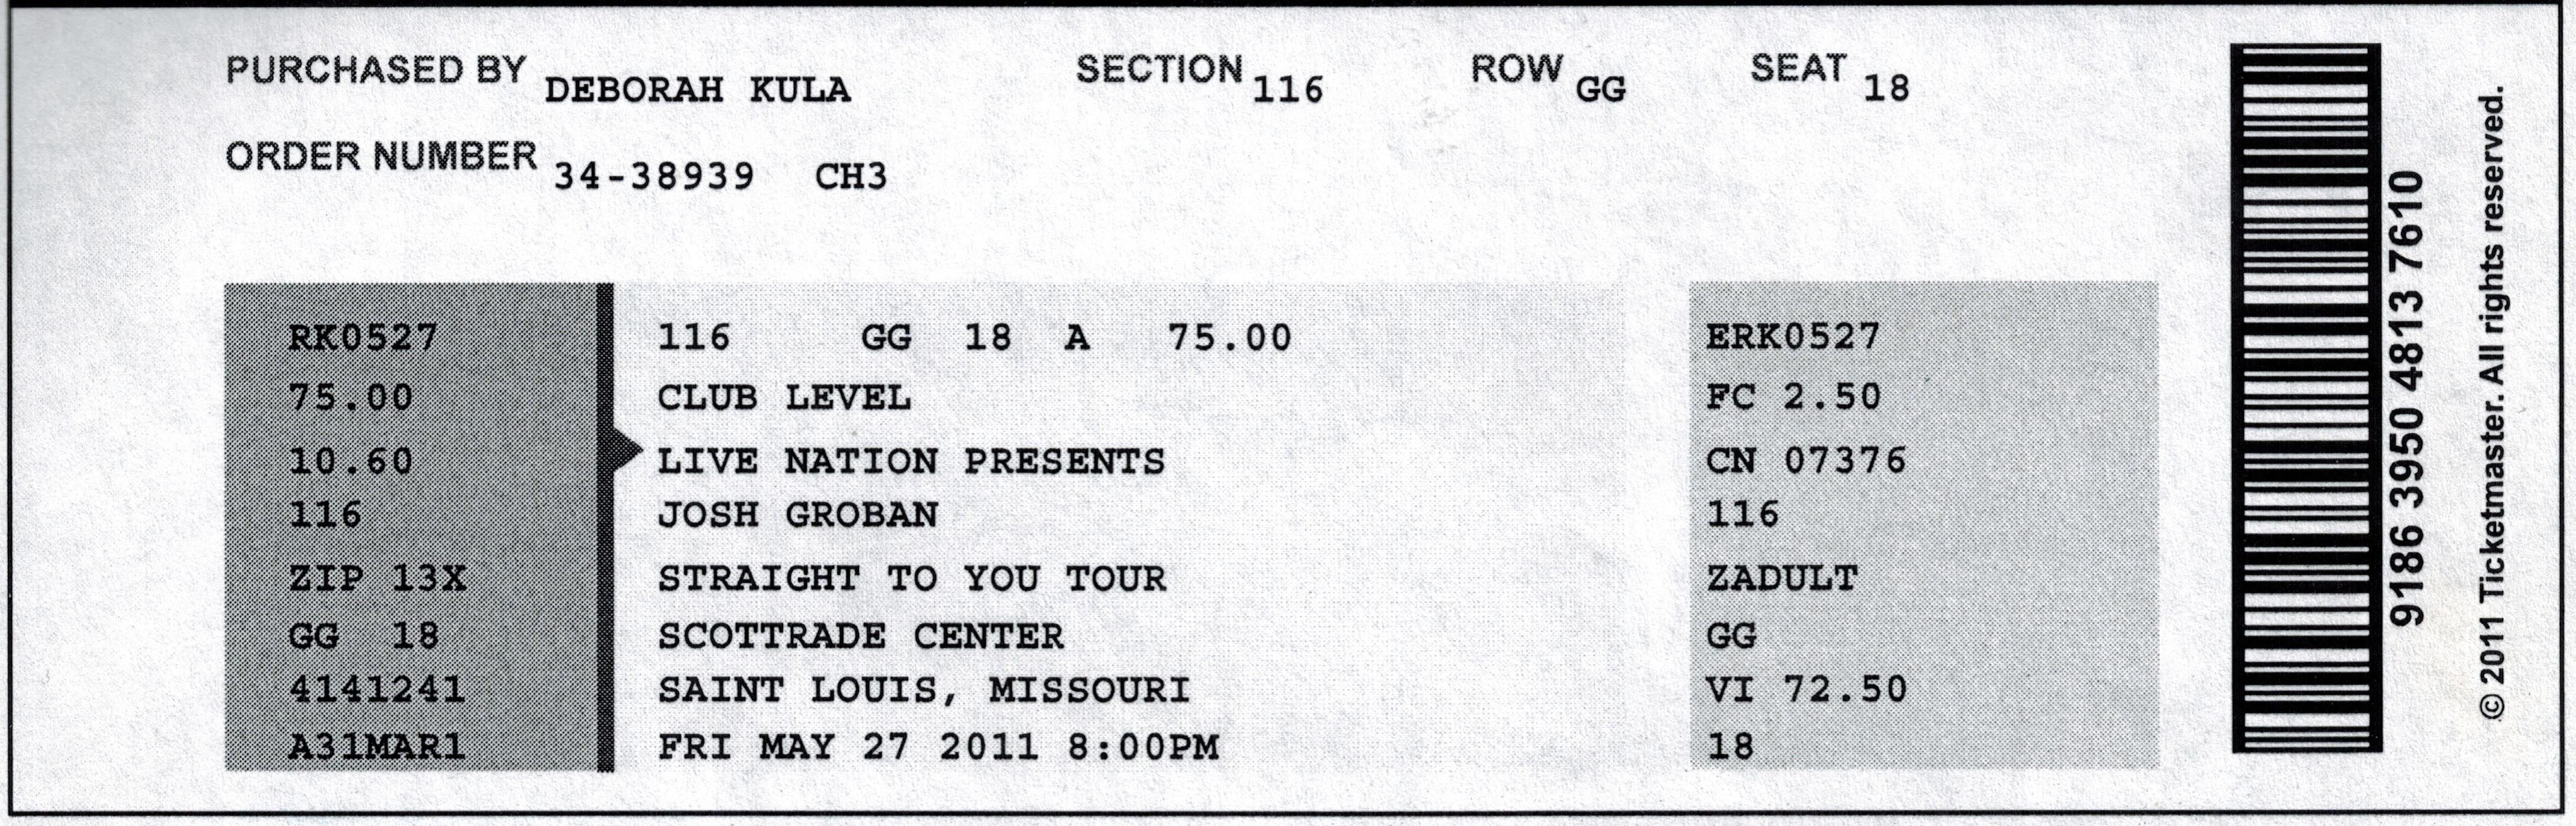 PURCHASED BY DEBORAH KULA SECTION 116 ROW GG SEAT 18
ORDER NUMBER 34-38939 CH3
RK0527
75.00
10.60
116
ZIP 13X
GG 18
4141241
A31MAR1
116 GG 18 A 75.00
CLUB LEVEL
LIVE NATION PRESENTS
JOSH GROBAN
STRAIGHT TO YOU TOUR
SCOTTRADE CENTER
SAINT LOUIS, MISSOURI
FRI MAY 27 2011 8:00PM
ERK0527
FC 2.50
CN 07376
116
ZADULT
GG
VI 72.50
18
9186 3950 4813 7610
© 2011 Ticketmaster. All rights reserved.